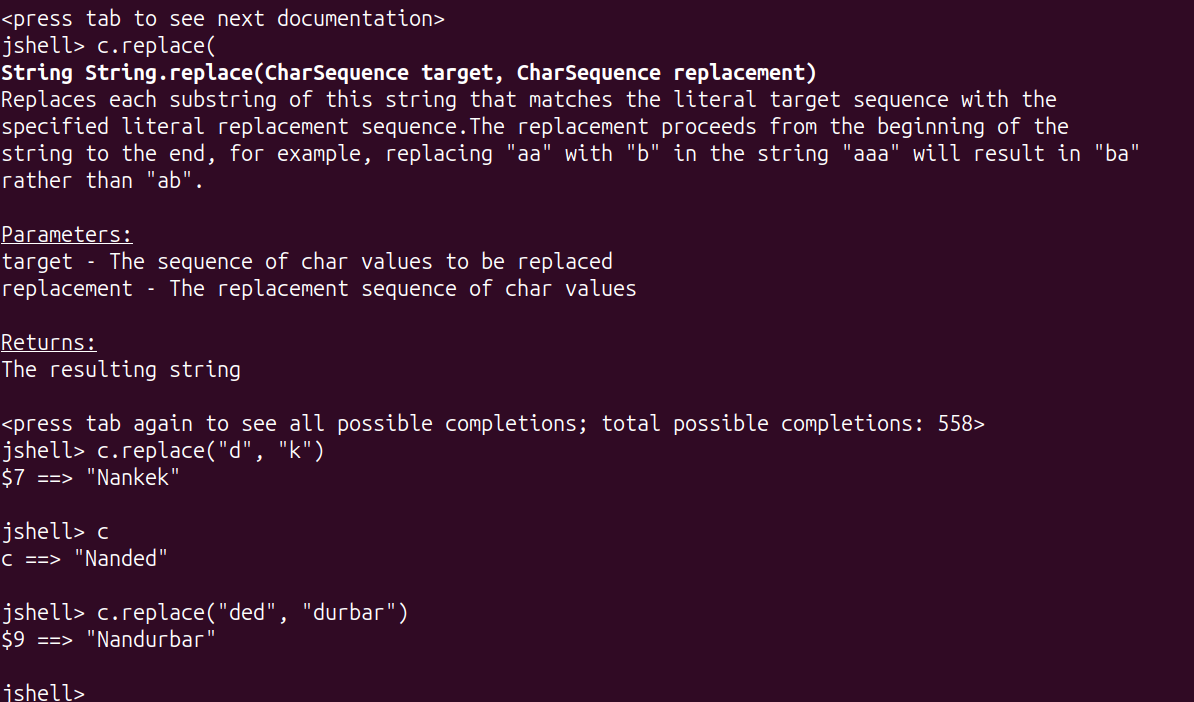 <press tab to see next documentation>
jshell> c.replace(
String String.replace(CharSequence target, CharSequence replacement)
Replaces each substring of this string that matches the literal target sequence with the
specified literal replacement sequence.The replacement proceeds from the beginning of the
string to the end, for example, replacing "aa" with "b" in the string "aaa" will result in "ba"
rather than "ab".
Parameters:
target - The sequence of char values to be replaced
replacement - The replacement sequence of char values
Returns:
The resulting string
<press tab again to see all possible completions; total possible completions: 558>
jshell> c.replace("d", "k")
$7 ==> "Nankek"
jshell> c
c ==> "Nanded"
jshell> c.replace("ded", "durbar")
$9 ==> "Nandurbar"
jshell>